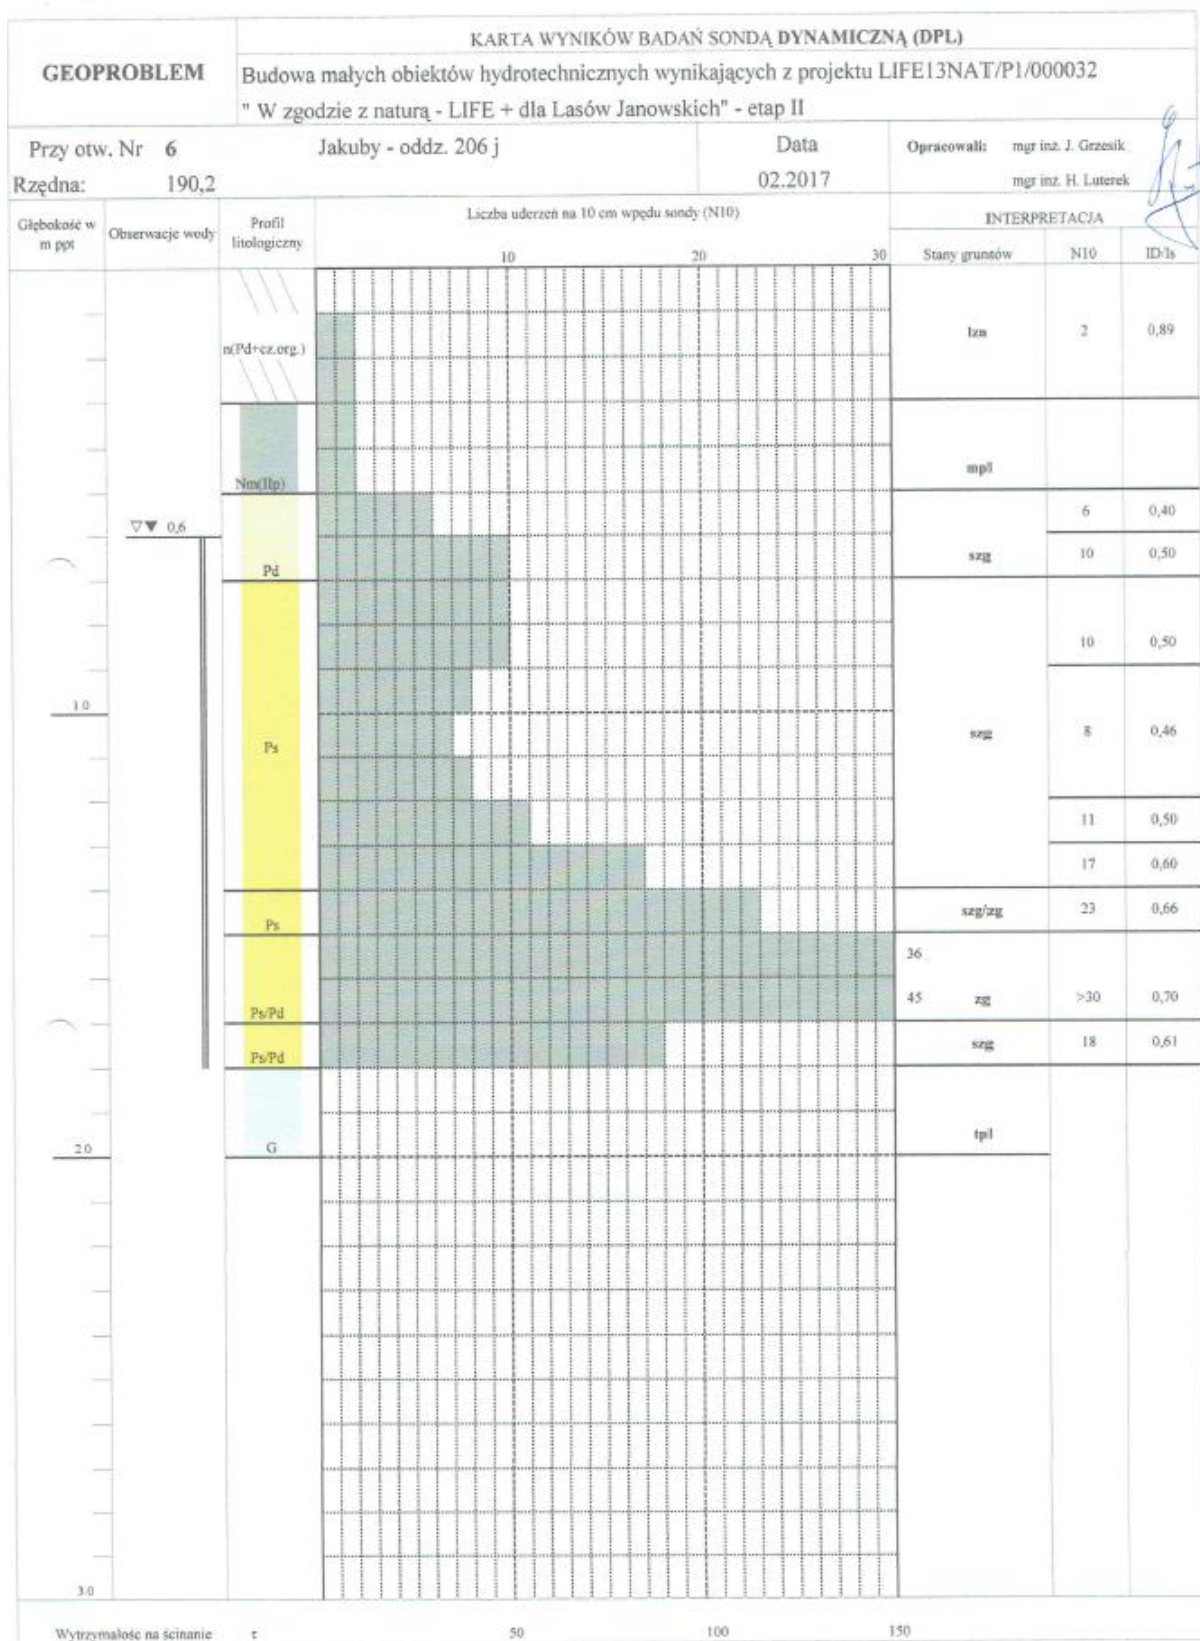 KARTA WYNIKÓW BADAŃ SONDĄ DYNAMICZNĄ (DPL)
GEOPROBLEM
Budowa małych obiektów hydrotechnicznych wynikających z projektu LIFE13NAT/P1/000032
" W zgodzie z naturą - LIFE + dla Lasów Janowskich" - etap II
Przy otw. Nr 6 Jakuby - oddz. 206 j Data Opracowali: mgr inż. J. Grzesik
Rzędna: 190,2 02.2017 mgr inż. H. Luterek
Głębokość w m ppt Obserwacje wody Profil litologiczny Liczba uderzeń na 10 cm wpędu sondy (N10) INTERPRETACJA
10 20 30 Stany gruntów N10 ID/Is
n(Pd+cz.org.) lzn 2 0,89
mpl
Nm(IIp)
6 0,40
▽▼ 0,6
Pd szg 10 0,50
10 0,50
1.0
Ps szg 8 0,46
11 0,50
17 0,60
Ps szg/zg 23 0,66
36
Ps/Pd 45 zg >30 0,70
Ps/Pd szg 18 0,61
tpl
2.0 G
3.0
Wytrzymałość na ścinanie τ 50 100 150